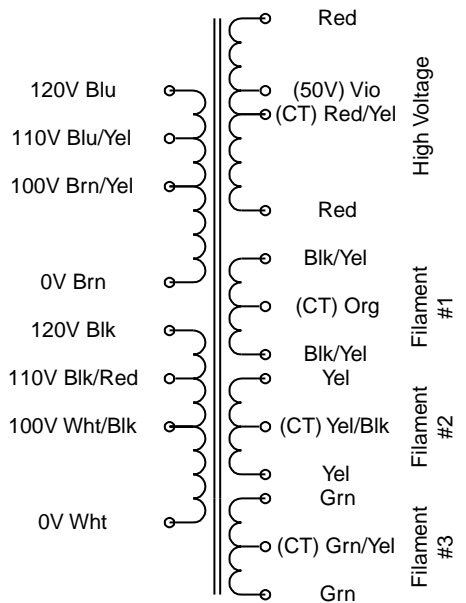 120V Blu
110V Blu/Yel
100V Brn/Yel
0V Brn
120V Blk
110V Blk/Red
100V Wht/Blk
0V Wht
Red
(50V) Vio
(CT) Red/Yel
Red
High Voltage
Blk/Yel
(CT) Org
Blk/Yel
Filament
#1
Yel
(CT) Yel/Blk
Yel
Filament
#2
Grn
(CT) Grn/Yel
Grn
Filament
#3